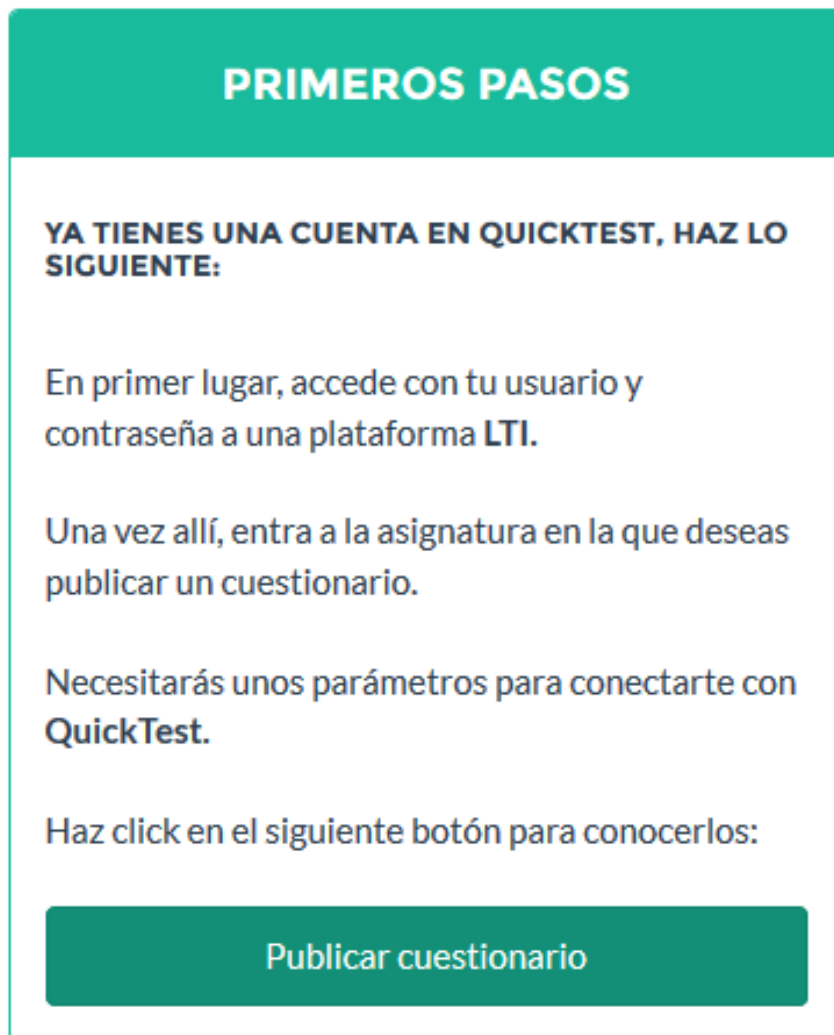 PRIMEROS PASOS
YA TIENES UNA CUENTA EN QUICKTEST, HAZ LO
SIGUIENTE:
En primer lugar, accede con tu usuario y
contraseña a una plataforma LTI.
Una vez allí, entra a la asignatura en la que deseas
publicar un cuestionario.
Necesitarás unos parámetros para conectarte con
QuickTest.
Haz click en el siguiente botón para conocerlos:
Publicar cuestionario